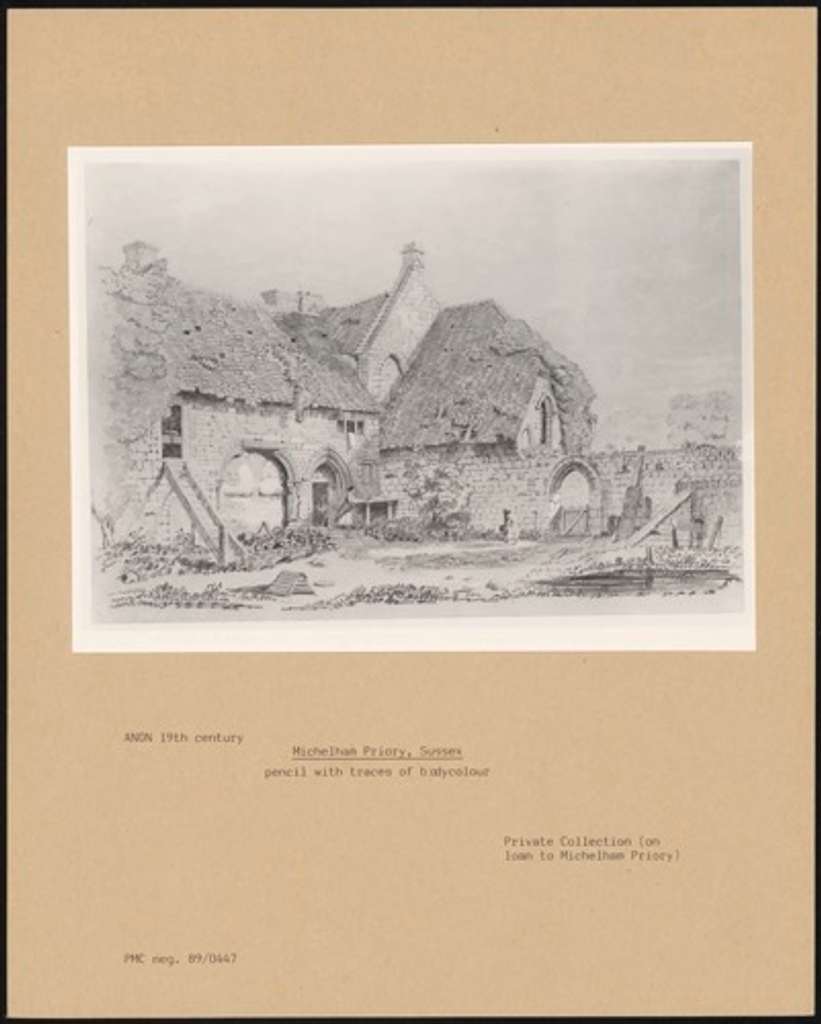 ANON 19th century
Michelham Priory, Sussex
pencil with traces of bodycolour
Private Collection (on
loan to Michelham Priory)
PMC neg. 89/0447